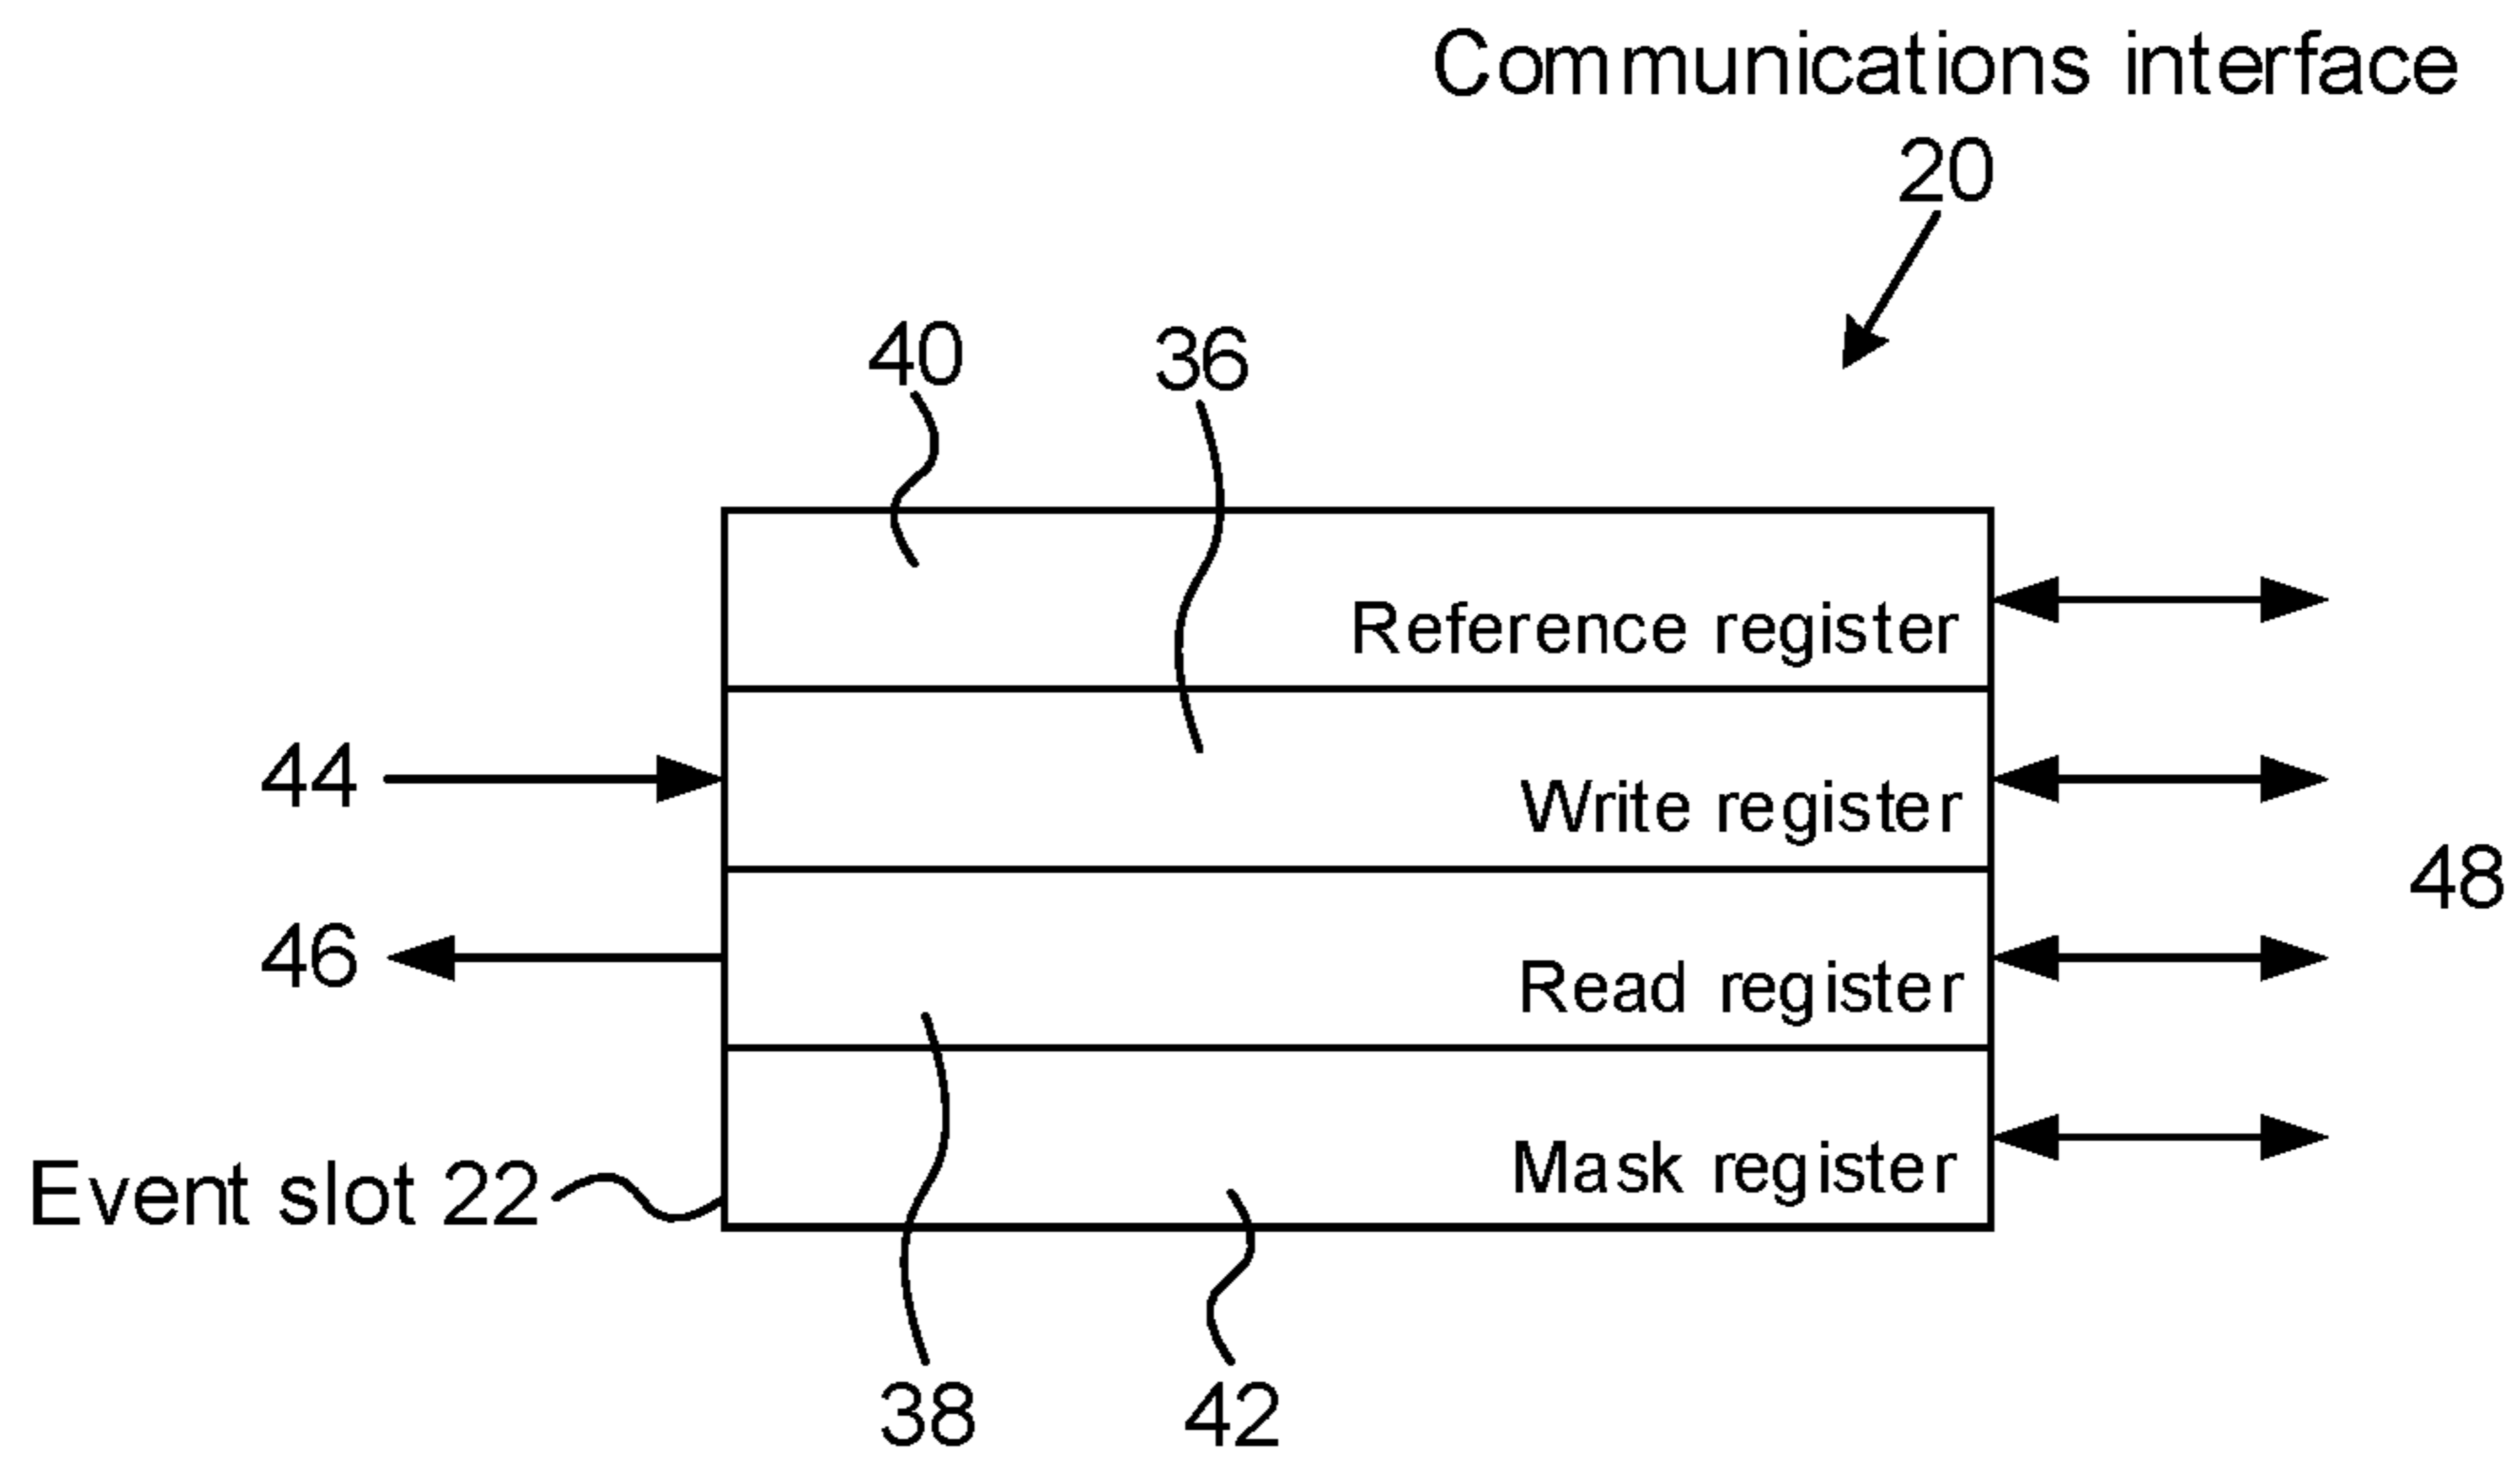 Communications interface
20
40
36
Reference register
44
Write register
48
46
Read register
Event slot 22
Mask register
38
42